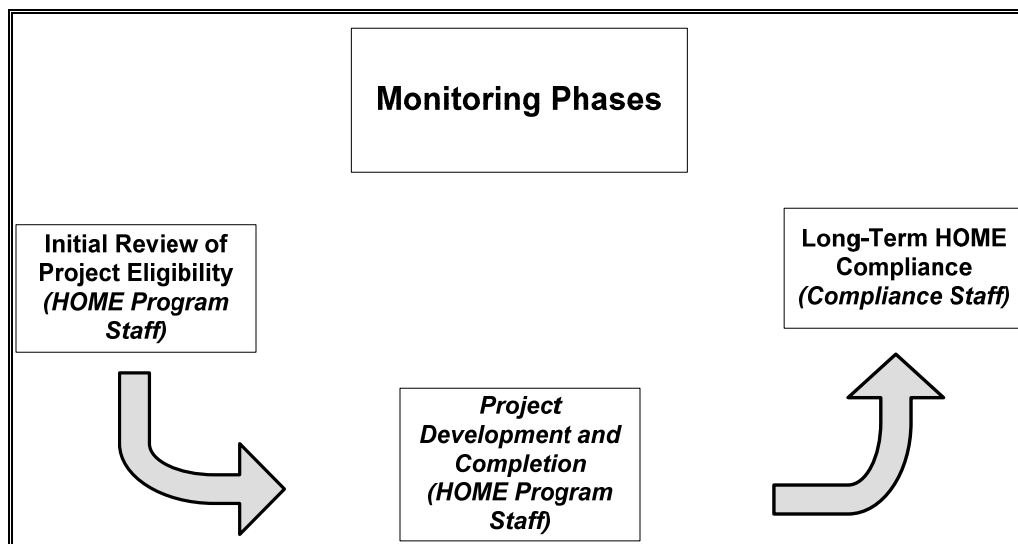 Monitoring Phases
Initial Review of
Project Eligibility
(HOME Program
Staff)
Project
Development and
Completion
(HOME Program
Staff)
Long-Term HOME
Compliance
(Compliance Staff)